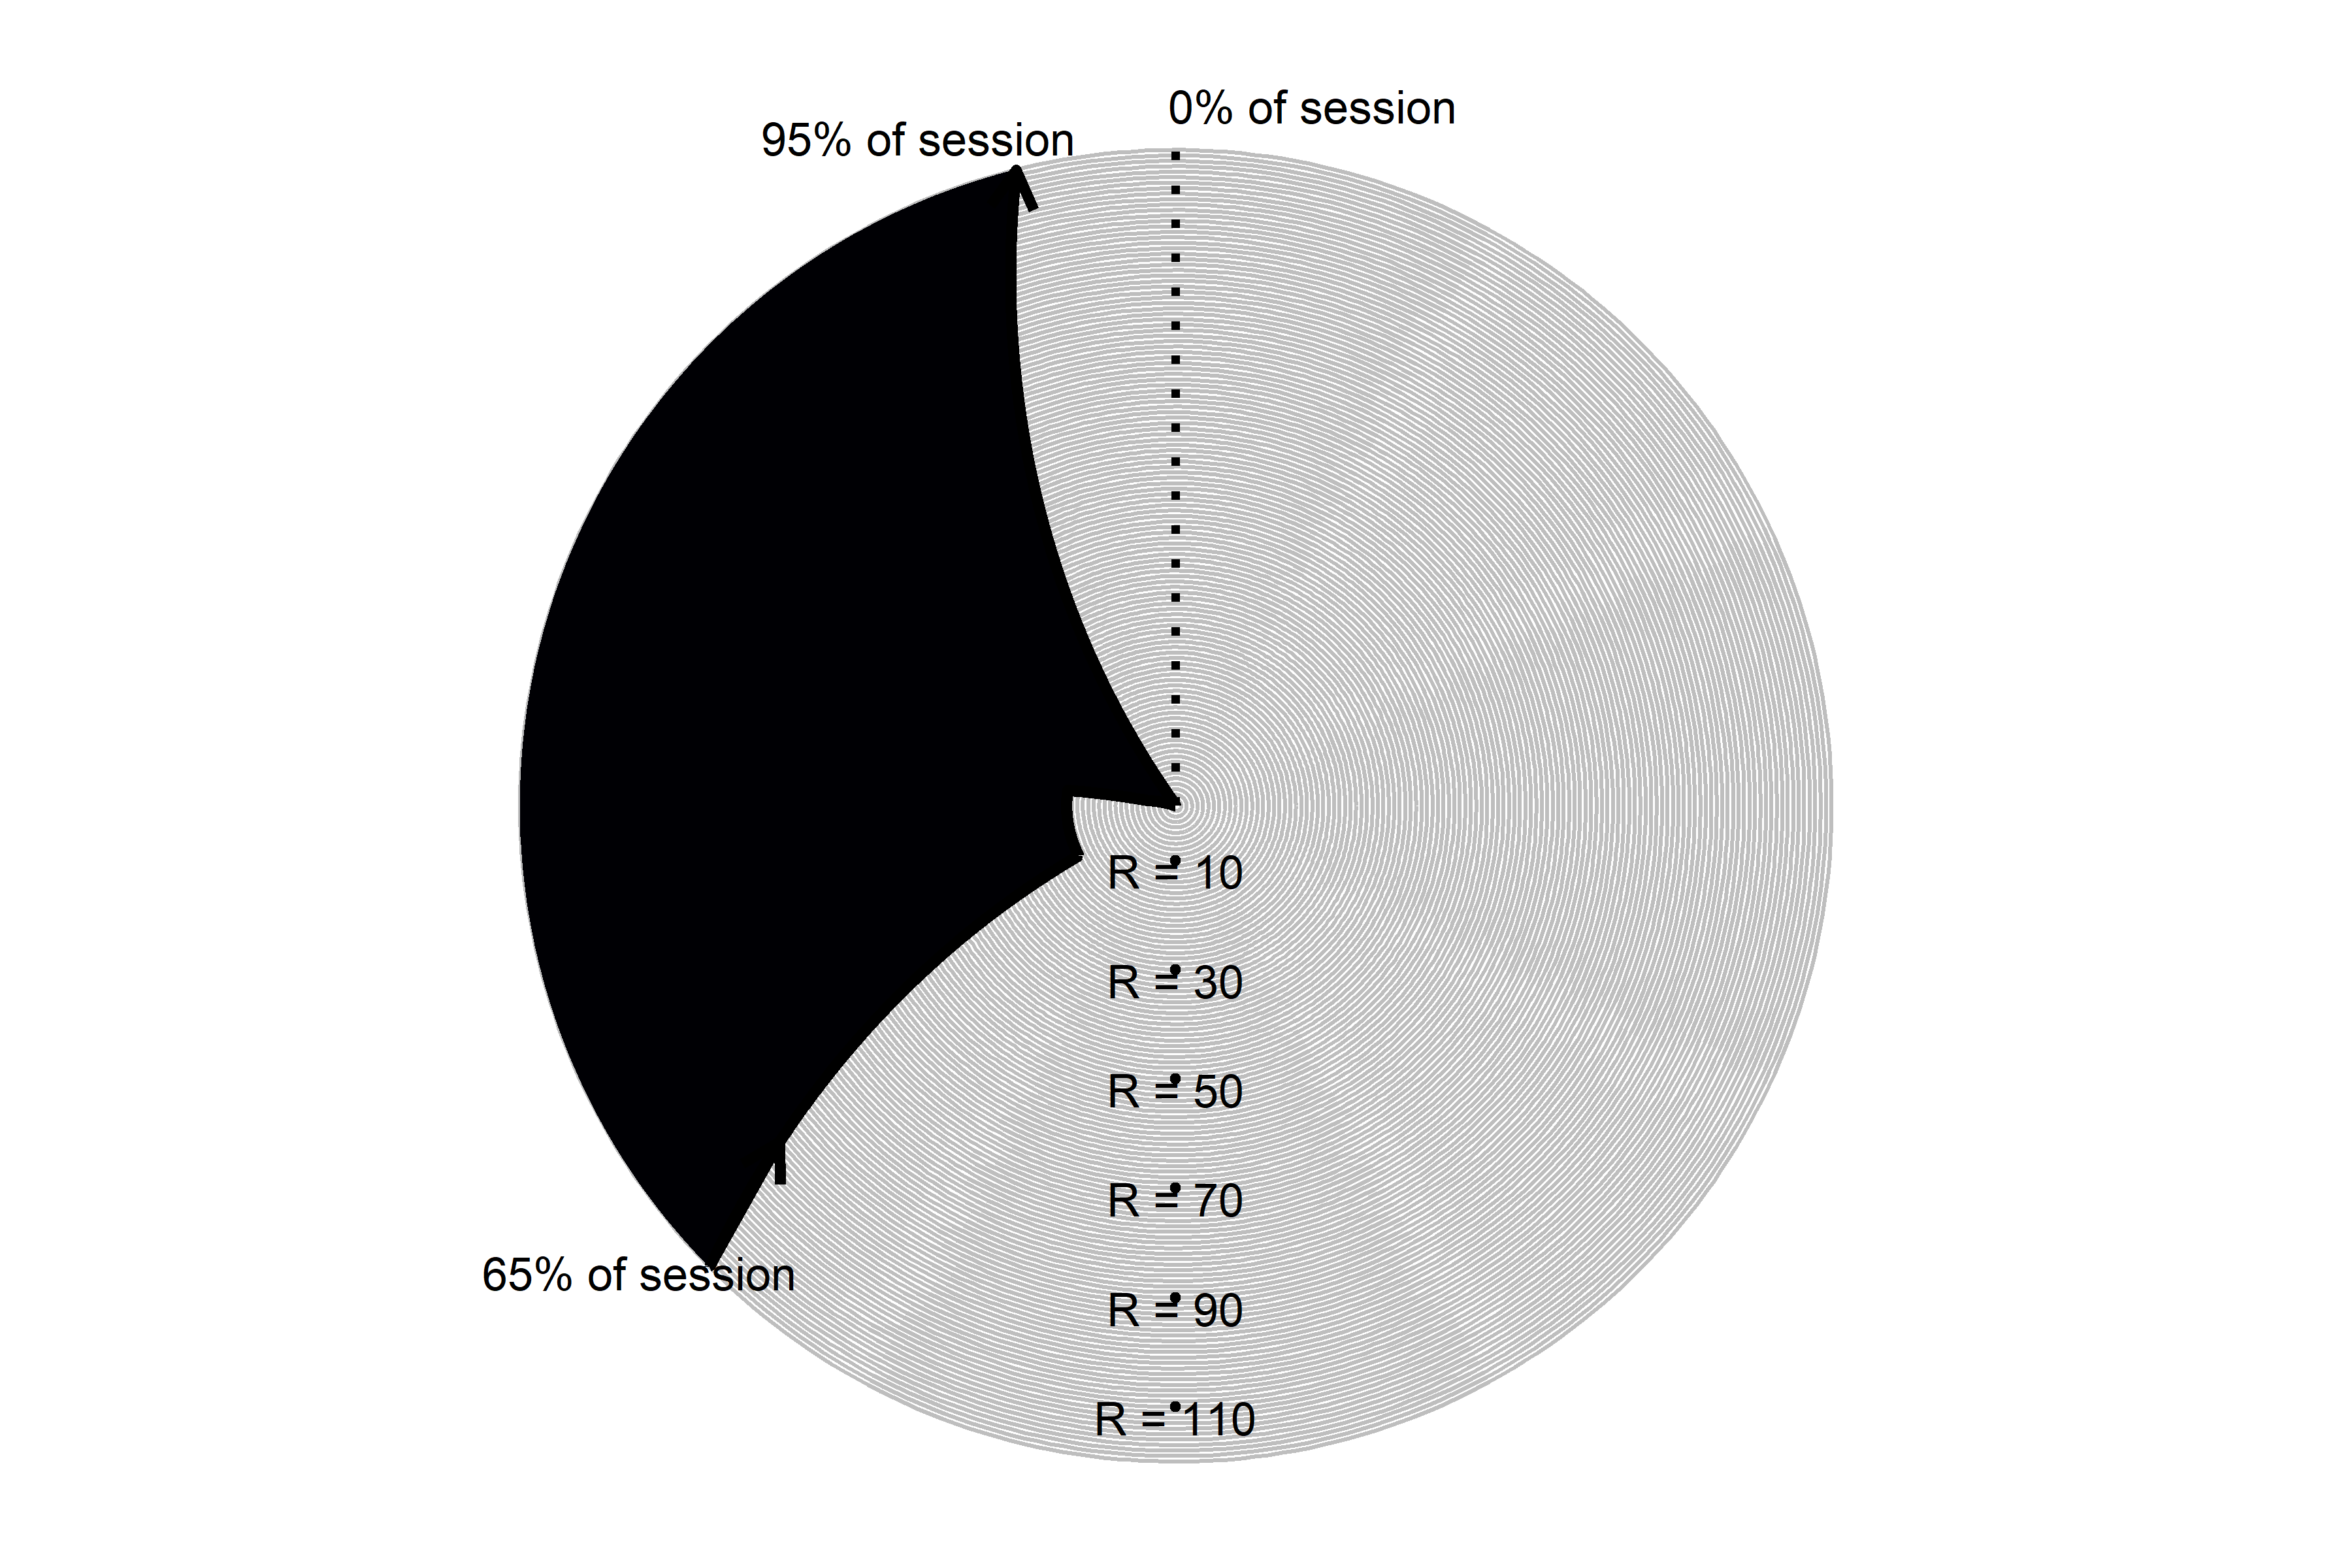 0% of session
95% of session
R = 10
R = 30
R = 50
R = 70
65% of session
R = 90
R = 110